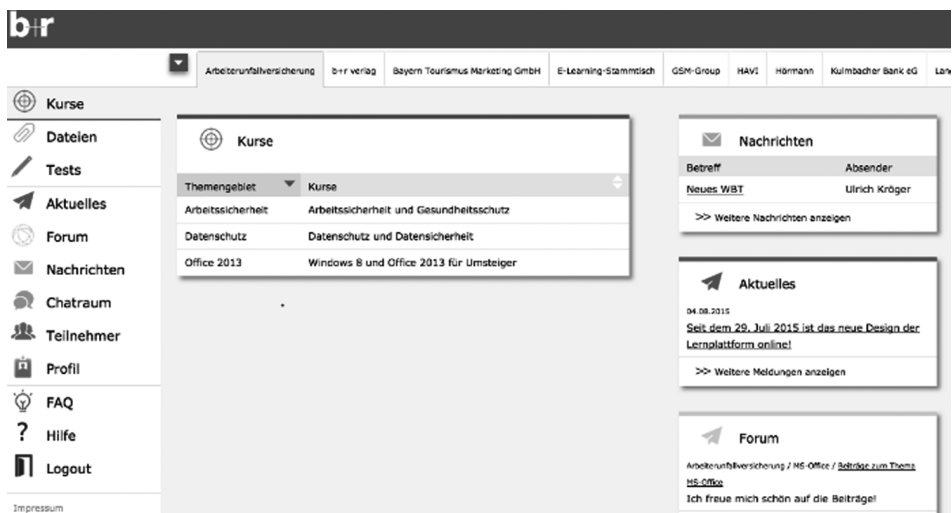 b+r
Arbeiterunfallversicherung b+r verlag Bayern Tourismus Marketing GmbH E-Learning-Stammtisch GSM-Group HAVI Hörmann Kulmbacher Bank eG
Kurse
Dateien
Tests
Aktuelles
Forum
Nachrichten
Chatraum
Teilnehmer
Profil
FAQ
? Hilfe
Logout
Impressum
Kurse
Themengebiet Kurse
Arbeitssicherheit Arbeitssicherheit und Gesundheitsschutz
Datenschutz Datenschutz und Datensicherheit
Office 2013 Windows 8 und Office 2013 für Umsteiger
Nachrichten
Betreff Absender
Neues WBT Ulrich Kröger
>> Weitere Nachrichten anzeigen
Aktuelles
04.08.2015
Seit dem 29. Juli 2015 ist das neue Design der
Lernplattform online!
>> Weitere Meldungen anzeigen
Forum
Arbeiterunfallversicherung / MS-Office / Beiträge zum Thema
MS-Office
Ich freue mich schön auf die Beiträge!